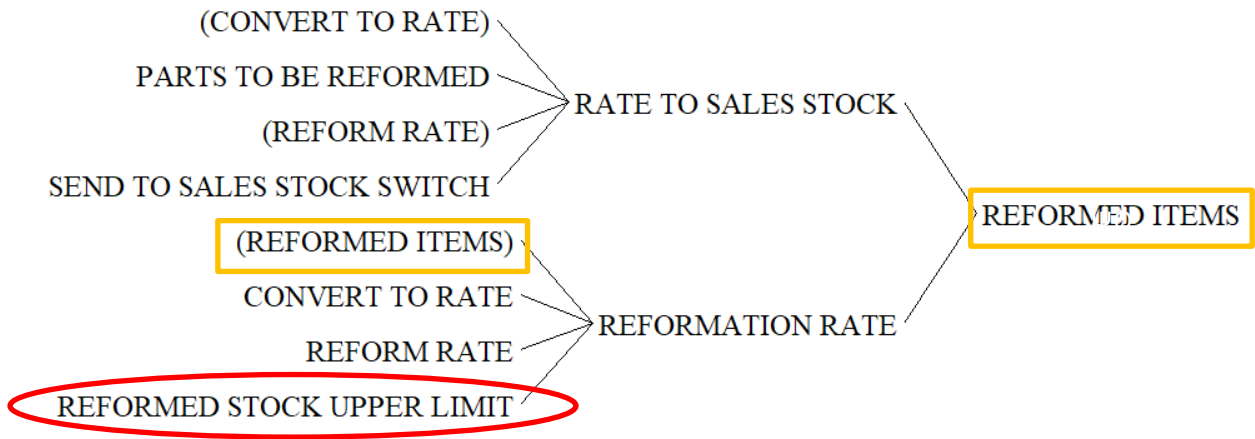 (CONVERT TO RATE)
PARTS TO BE REFORMED
(REFORM RATE)
SEND TO SALES STOCK SWITCH
RATE TO SALES STOCK
(REFORMED ITEMS)
CONVERT TO RATE
REFORM RATE
REFORMED STOCK UPPER LIMIT
REFORMATION RATE
REFORMED ITEMS